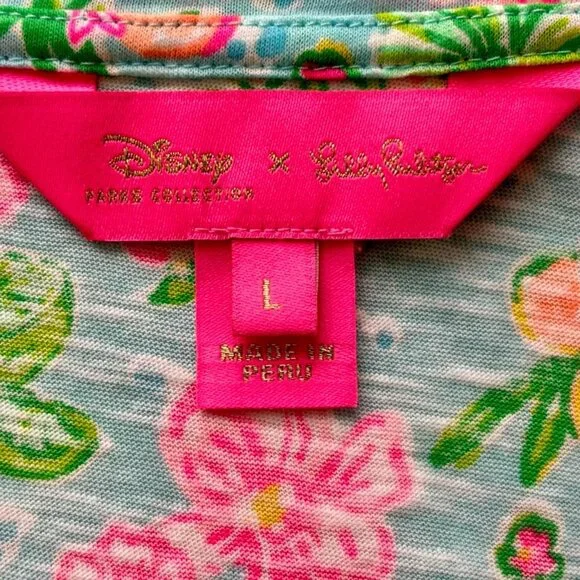 Disney × Lilly Pulitzer
PARKS COLLECTION
L
MADE IN
PERU